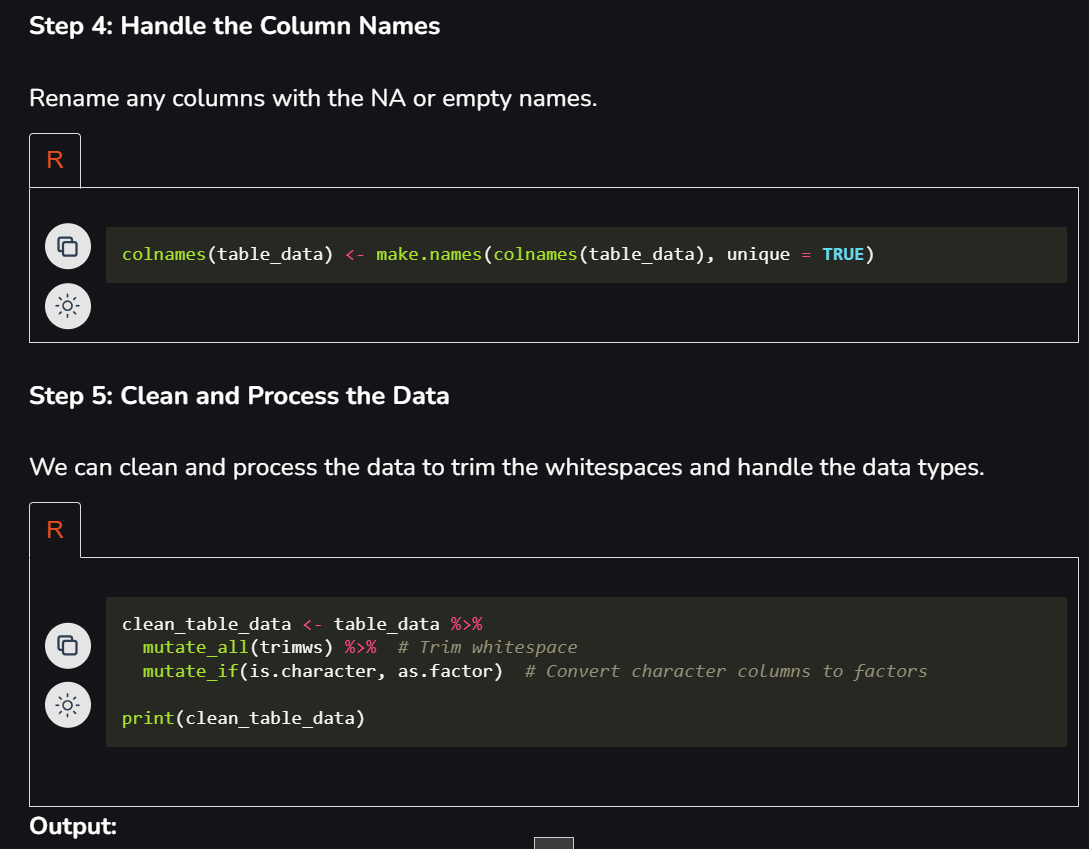 Step 4: Handle the Column Names
Rename any columns with the NA or empty names.
R
colnames(table_data) <- make.names(colnames(table_data), unique = TRUE)
Step 5: Clean and Process the Data
We can clean and process the data to trim the whitespaces and handle the data types.
R
clean_table_data <- table_data %>%
  mutate_all(trimws) %>%  # Trim whitespace
  mutate_if(is.character, as.factor)  # Convert character columns to factors
print(clean_table_data)
Output: